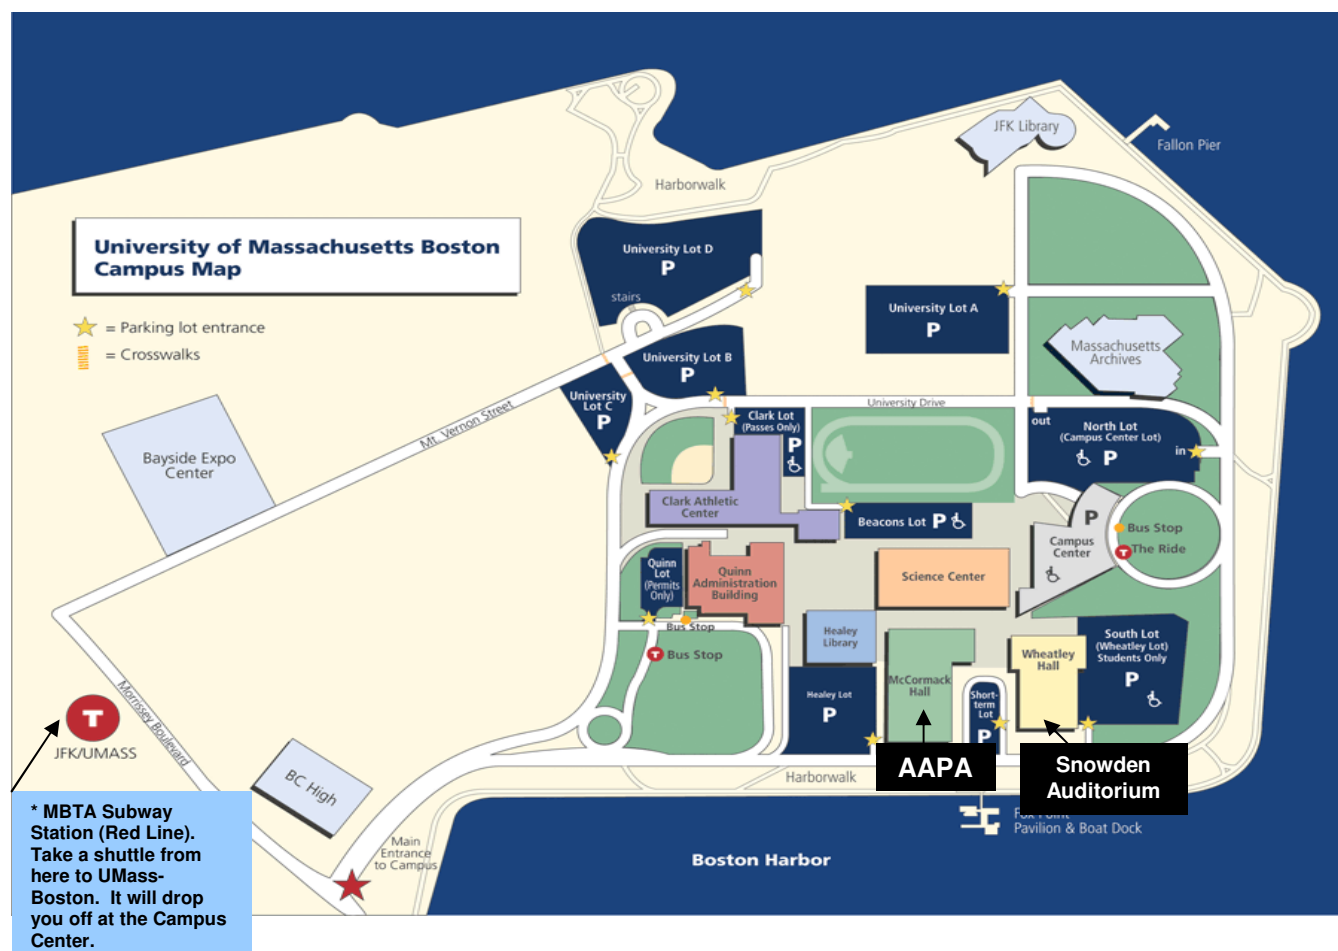 JFK Library
Fallon Pier
Harborwalk
University of Massachusetts Boston
Campus Map
= Parking lot entrance
= Crosswalks
University Lot D
P
stairs
University Lot A
P
Massachusetts
Archives
University Lot B
P
University
Lot C
P
Mt. Vernon Street
University Drive
Clark Lot
(Passes Only)
P
out
North Lot
(Campus Center Lot)
P
in
Bayside Expo
Center
Clark Athletic
Center
Beacons Lot P
P
Campus
Center
Bus Stop
T The Ride
Quinn
Lot
(Permits
Only)
Quinn
Administration
Building
Science Center
Bus Stop
T Bus Stop
Healey
Library
Wheatley
Hall
South Lot
(Wheatley Lot)
Students Only
P
McCormack
Hall
Healey Lot
P
Short-
term
Lot
P
Morrissey Boulevard
T
JFK/UMASS
BC High
AAPA
Snowden
Auditorium
Harborwalk
Fox Point
Pavilion & Boat Dock
Main
Entrance
to Campus
Boston Harbor
* MBTA Subway
Station (Red Line).
Take a shuttle from
here to UMass-
Boston.  It will drop
you off at the Campus
Center.